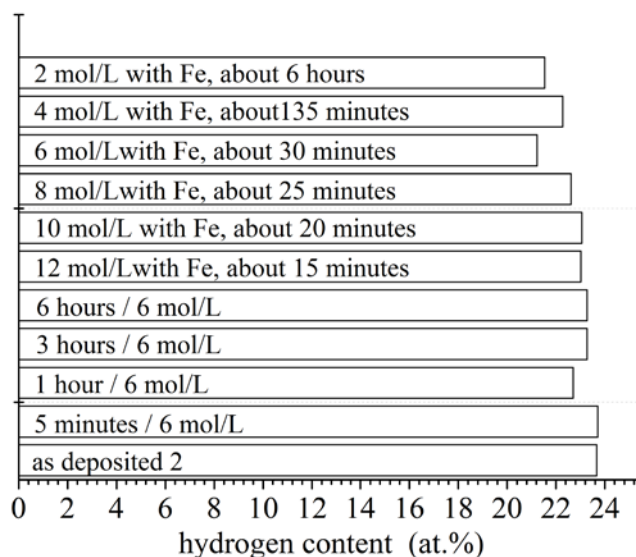 2 mol/L with Fe, about 6 hours
4 mol/L with Fe, about135 minutes
6 mol/Lwith Fe, about 30 minutes
8 mol/Lwith Fe, about 25 minutes
10 mol/L with Fe, about 20 minutes
12 mol/Lwith Fe, about 15 minutes
6 hours / 6 mol/L
3 hours / 6 mol/L
1 hour / 6 mol/L
5 minutes / 6 mol/L
as deposited 2
0 2 4 6 8 10 12 14 16 18 20 22 24
hydrogen content (at.%)